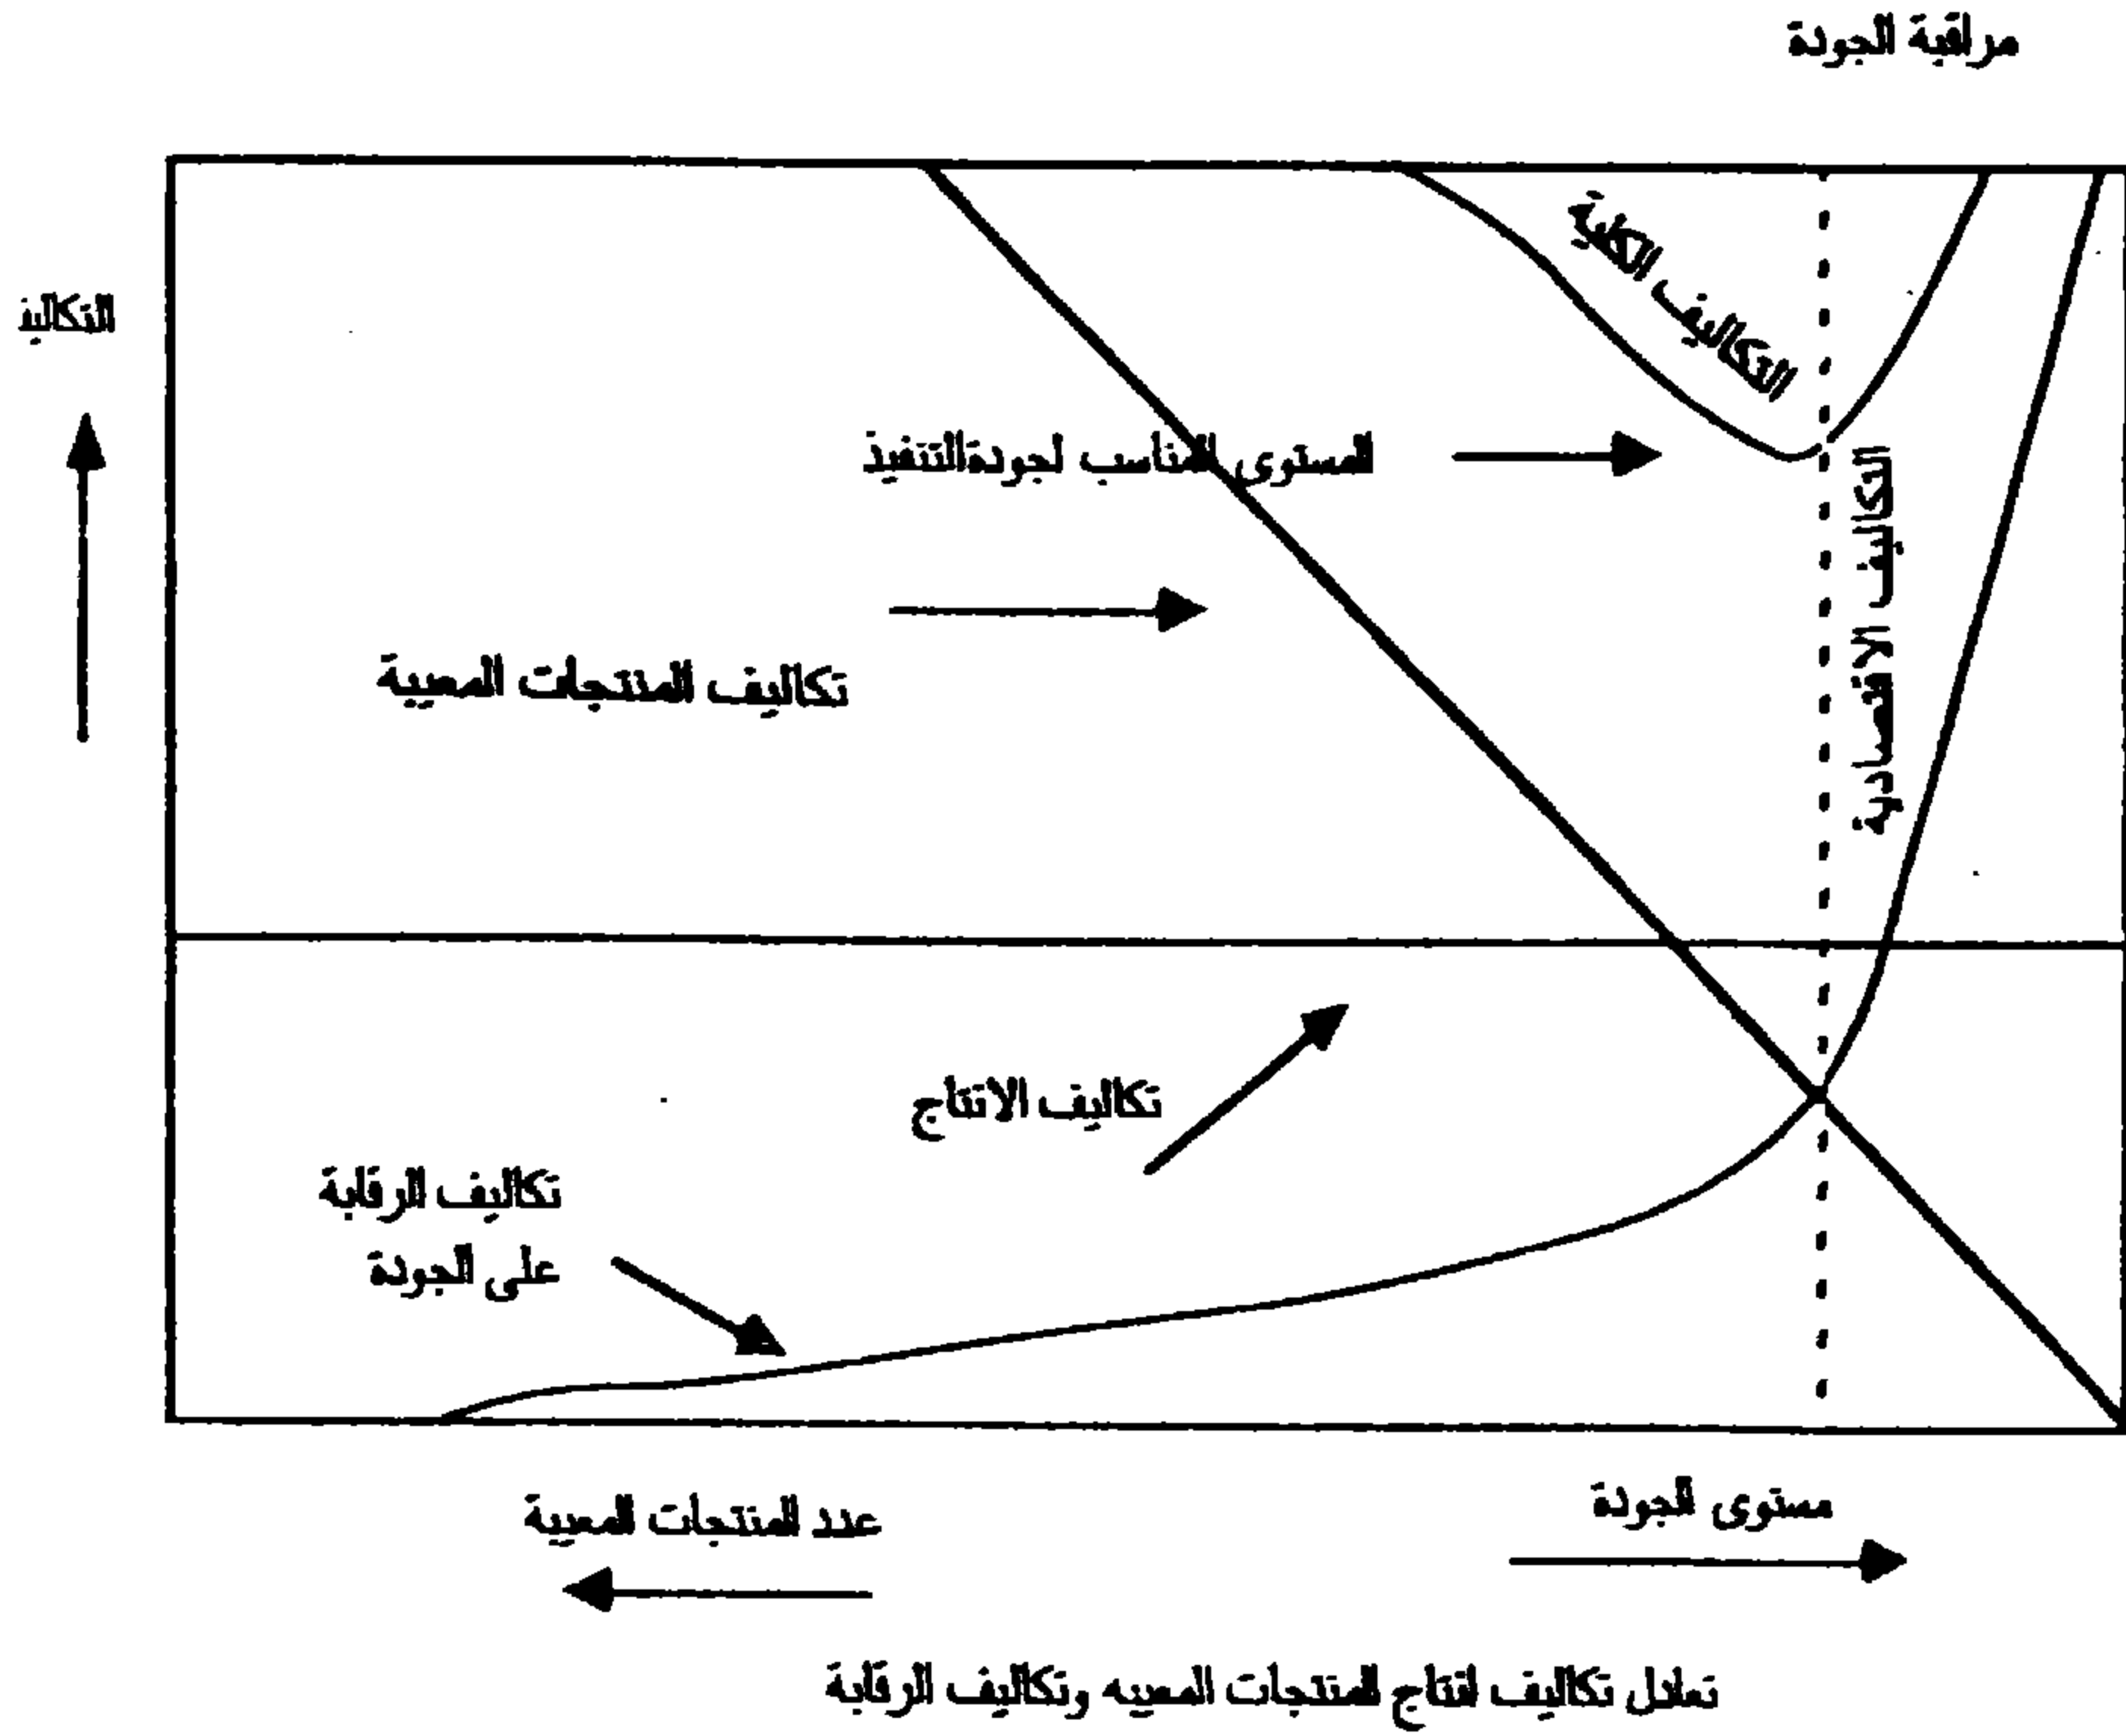 مراقبة الجودة
التكاليف
التكاليف الكلية
المستوى المناسب لجودة التنفيذ
المنطقة الاقتصادية
تكاليف المنتجات المعيبة
تكاليف الانتاج
تكاليف الرقابة
على الجودة
عدد المنتجات المعيبة
مستوى الجودة
تعادل تكاليف انتاج المنتجات المعيبه وتكاليف الرقابة